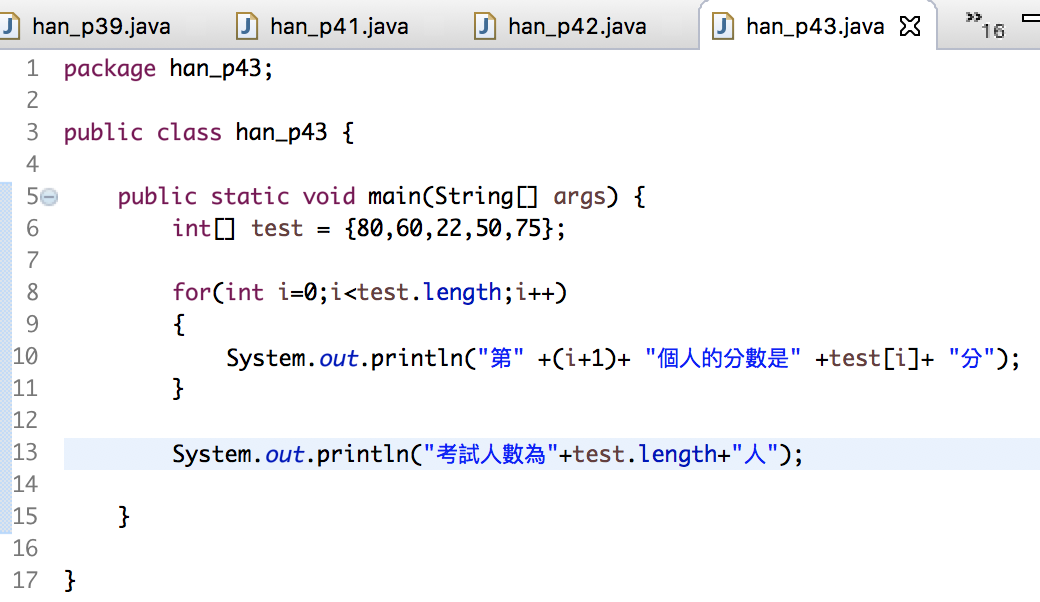 han_p39.java han_p41.java han_p42.java han_p43.java »16
1 package han_p43;
2
3 public class han_p43 {
4
5 public static void main(String[] args) {
6 int[] test = {80,60,22,50,75};
7
8 for(int i=0;i<test.length;i++)
9 {
10 System.out.println("第" +(i+1)+ "個人的分數是" +test[i]+ "分");
11 }
12
13 System.out.println("考試人數為"+test.length+"人");
14
15 }
16
17 }